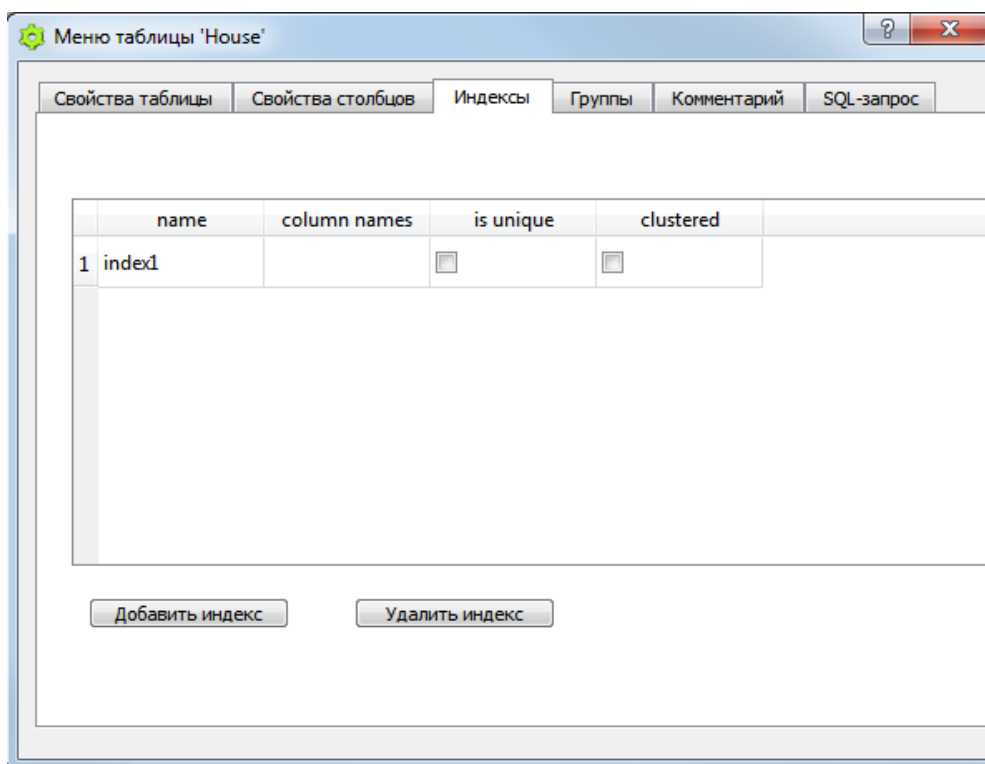 Меню таблицы 'House'
Свойства таблицы Свойства столбцов Индексы Группы Комментарий SQL-запрос
name column names is unique clustered
1 index1
Добавить индекс Удалить индекс